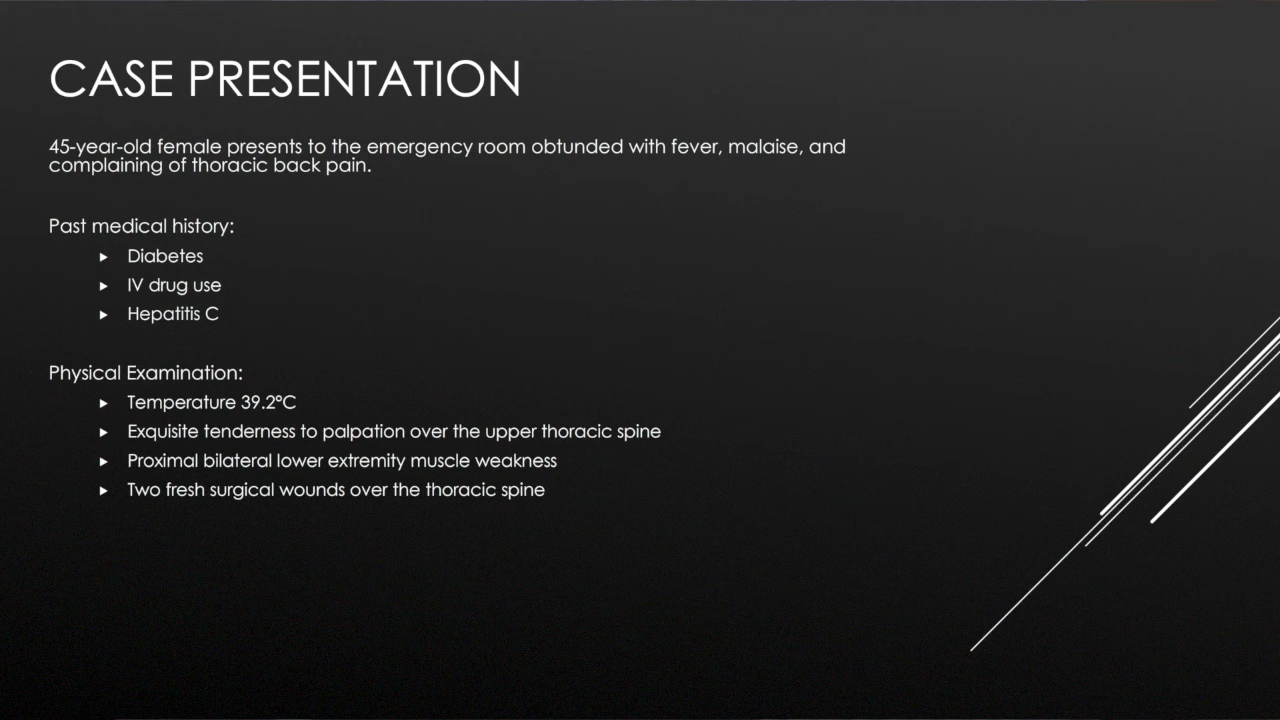 CASE PRESENTATION
45-year-old female presents to the emergency room obtunded with fever, malaise, and
complaining of thoracic back pain.
Past medical history:
Diabetes
IV drug use
Hepatitis C
Physical Examination:
Temperature 39.2°C
Exquisite tenderness to palpation over the upper thoracic spine
Proximal bilateral lower extremity muscle weakness
Two fresh surgical wounds over the thoracic spine